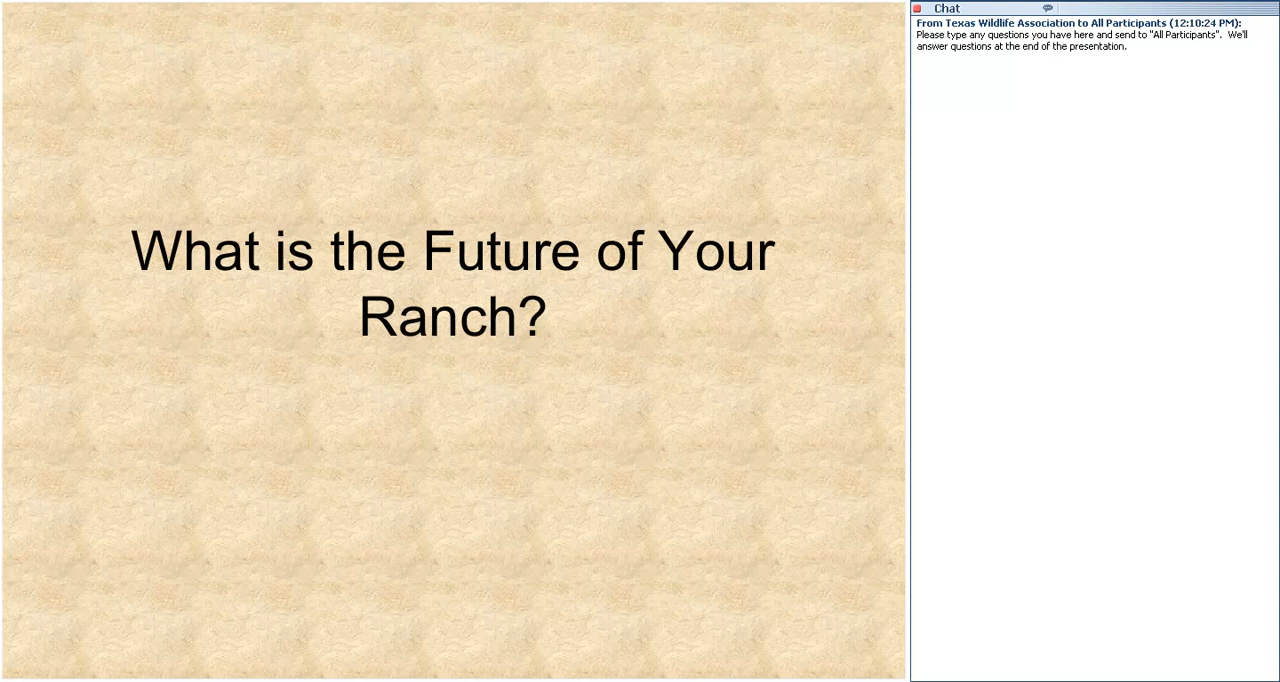 What is the Future of Your
Ranch?
Chat
From Texas Wildlife Association to All Participants (12:10:24 PM):
Please type any questions you have here and send to "All Participants".  We'll
answer questions at the end of the presentation.